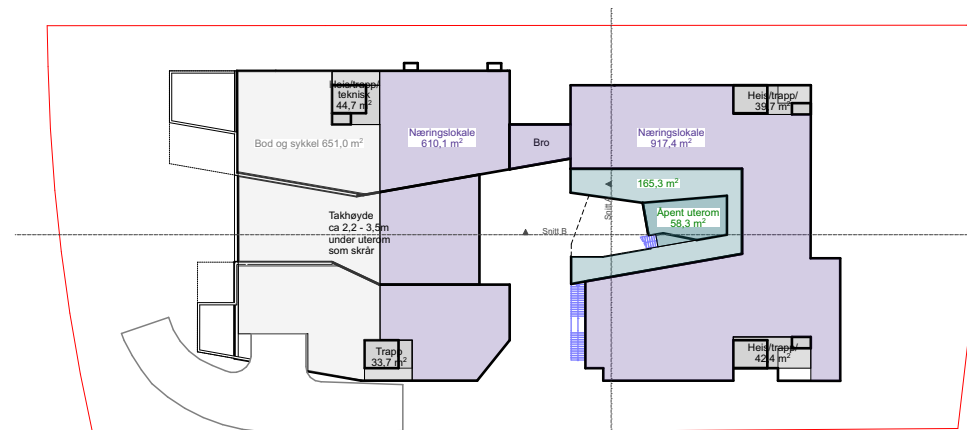 Heis/trapp/
teknisk
44,7 m²
Bod og sykkel 651,0 m²
Næringslokale
610,1 m²
Bro
Heis/trapp/
39,7 m²
Næringslokale
917,4 m²
165,3 m²
Åpent uterom
58,3 m²
Snitt A
Snitt B
Takhøyde
ca 2,2 - 3,5m
under uterom
som skrår
Trapp
33,7 m²
Heis/trapp/
42,4 m²